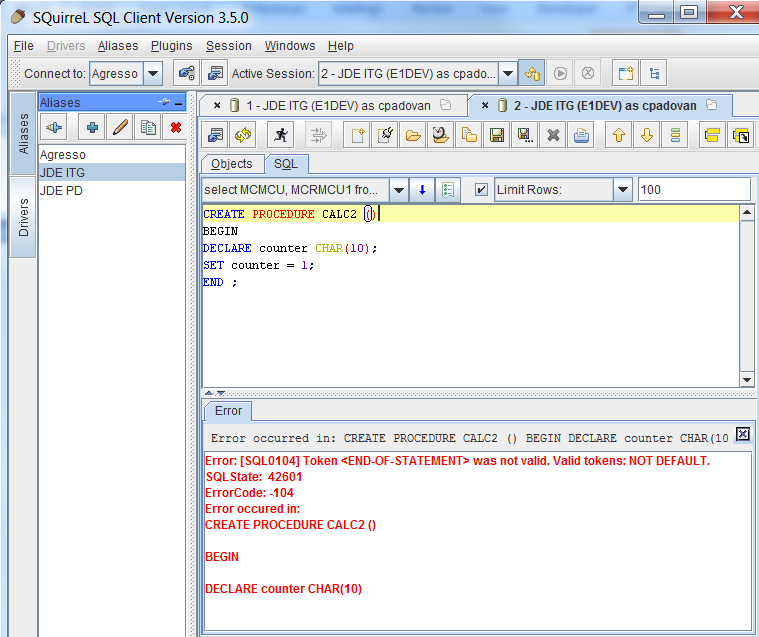 SQuirreL SQL Client Version 3.5.0
File Drivers Aliases Plugins Session Windows Help
Connect to: Agresso Active Session: 2 - JDE ITG (E1DEV) as cpado...
Aliases
Drivers
Aliases
Agresso
JDE ITG
JDE PD
1 - JDE ITG (E1DEV) as cpadovan 2 - JDE ITG (E1DEV) as cpadovan
Objects SQL
select MCMCU, MCRMCU1 fro... Limit Rows: 100
CREATE PROCEDURE CALC2 ()
BEGIN
DECLARE counter CHAR(10);
SET counter = 1;
END ;
Error
Error occurred in: CREATE PROCEDURE CALC2 () BEGIN DECLARE counter CHAR(10
Error: [SQL0104] Token <END-OF-STATEMENT> was not valid. Valid tokens: NOT DEFAULT.
SQLState: 42601
ErrorCode: -104
Error occured in:
CREATE PROCEDURE CALC2 ()
BEGIN
DECLARE counter CHAR(10)